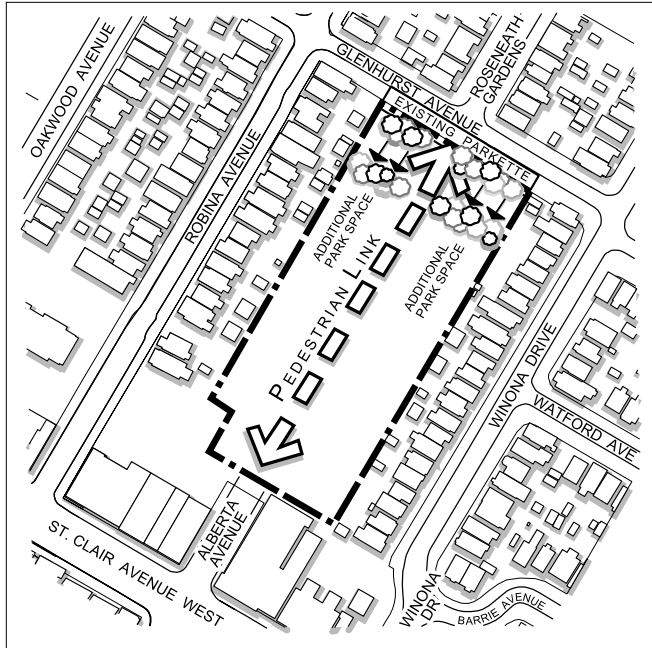 OAKWOOD AVENUE
GLENHURST AVENUE
ROSENEATH
GARDENS
EXISTING PARKETTE
ROBINA AVENUE
ADDITIONAL
PARK SPACE
PEDESTRIAN LINK
ADDITIONAL
PARK SPACE
WINONA DRIVE
WATFORD AVE
ALBERTA
AVENUE
ST. CLAIR AVENUE WEST
WINONA
DR
BARRIE AVENUE